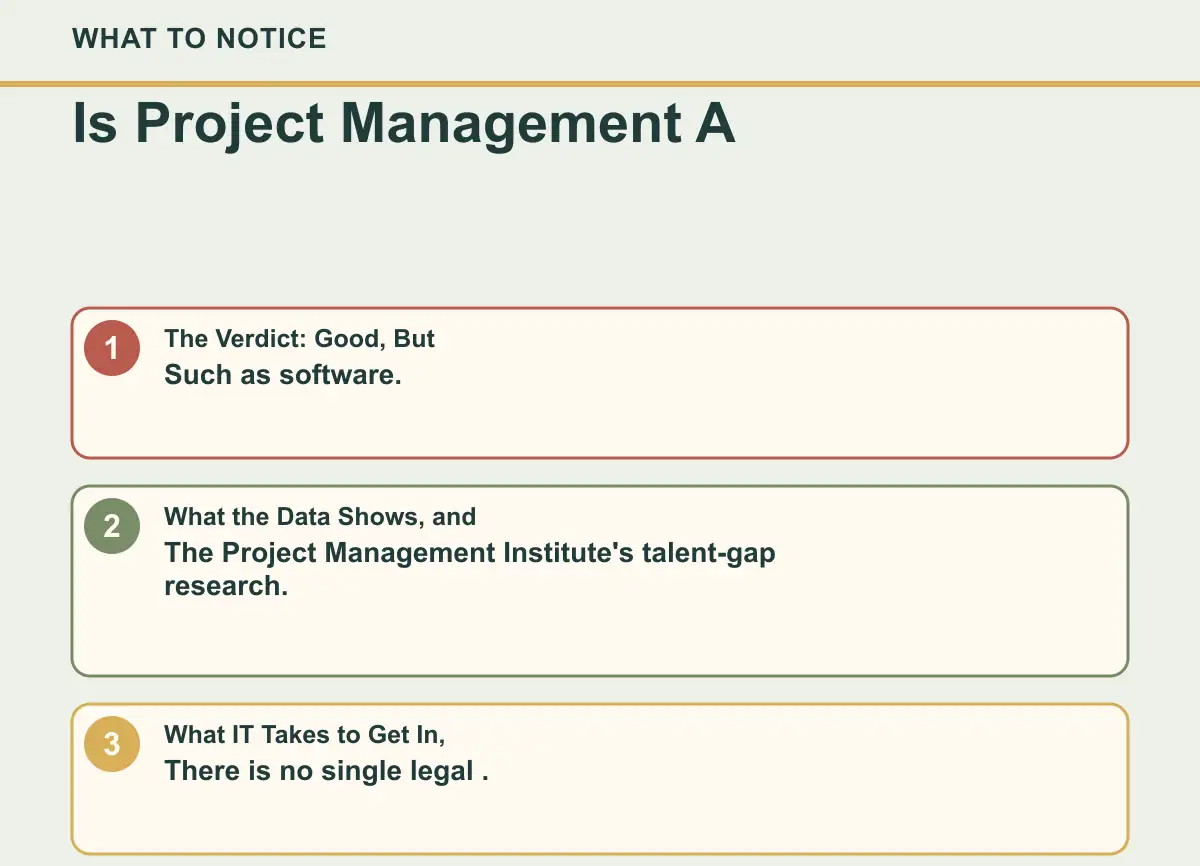 WHAT TO NOTICE
Is Project Management A
1
The Verdict: Good, But
Such as software.
2
What the Data Shows, and
The Project Management Institute's talent-gap
research.
3
What IT Takes to Get In,
There is no single legal .